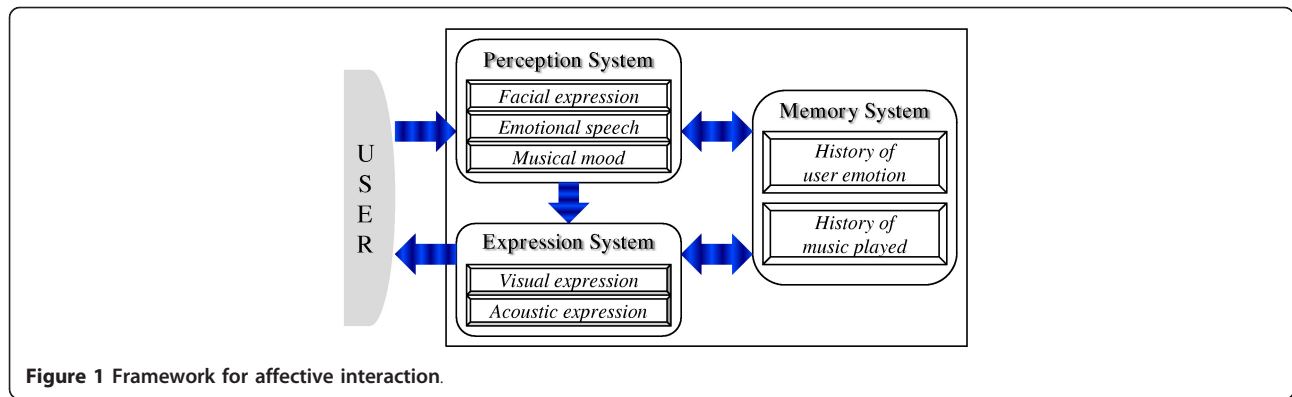 Perception System
Facial expression
Emotional speech
Musical mood
U
S
E
R
Expression System
Visual expression
Acoustic expression
Memory System
History of
user emotion
History of
music played
Figure 1 Framework for affective interaction.